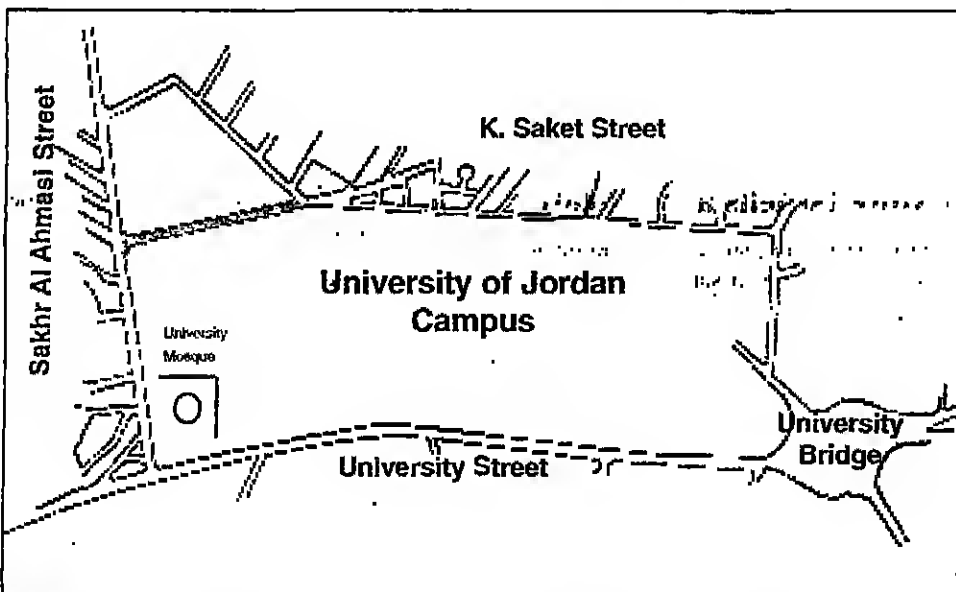 K. Saket Street
Sakhr Al Ahmasi Street
University of Jordan
Campus
University
Mosque
University
Bridge
University Street